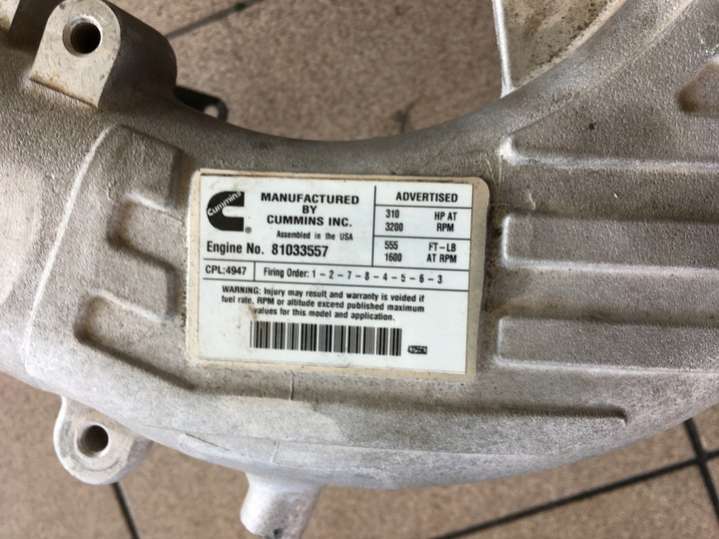 Cummins
MANUFACTURED
BY
CUMMINS INC.
Assembled in the USA
Engine No. 81033557
ADVERTISED
310 HP AT
3200 RPM
555 FT-LB
1600 AT RPM
CPL:4947 Firing Order: 1-2-7-8-4-5-6-3
WARNING: Injury may result and warranty is voided if
fuel rate, RPM or altitude exceed published maximum
values for this model and application.